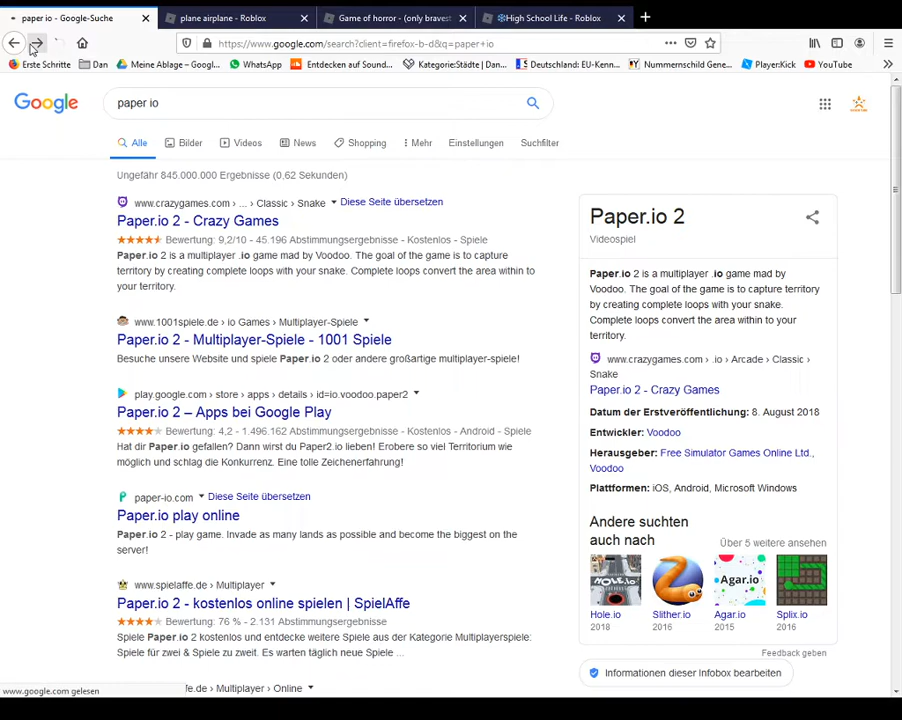 paper io - Google-Suche
plane airplane - Roblox
Game of horror - (only bravest
❄High School Life - Roblox
https://www.google.com/search?client=firefox-b-d&q=paper+io
Erste Schritte
Dan
Meine Ablage – Googl...
WhatsApp
Entdecken auf Sound...
Kategorie:Städte | Dan...
Deutschland: EU-Kenn...
Nummernschild Gene...
Player:Kick
YouTube
Google
paper io
Alle
Bilder
Videos
News
Shopping
Mehr
Einstellungen
Suchfilter
Ungefähr 845.000.000 Ergebnisse (0,62 Sekunden)
www.crazygames.com › ... › Classic › Snake
Diese Seite übersetzen
Paper.io 2 - Crazy Games
Bewertung: 9,2/10 - 45.196 Abstimmungsergebnisse - Kostenlos - Spiele
Paper.io 2 is a multiplayer .io game mad by Voodoo. The goal of the game is to capture
territory by creating complete loops with your snake. Complete loops convert the area within to
your territory.
www.1001spiele.de › io Games › Multiplayer-Spiele
Paper.io 2 - Multiplayer-Spiele - 1001 Spiele
Besuche unsere Website und spiele Paper.io 2 oder andere großartige multiplayer-spiele!
play.google.com › store › apps › details › id=io.voodoo.paper2
Paper.io 2 – Apps bei Google Play
Bewertung: 4,2 - 1.496.162 Abstimmungsergebnisse - Kostenlos - Android - Spiele
Hat dir Paper.io gefallen? Dann wirst du Paper2.io lieben! Erobere so viel Territorium wie
möglich und schlag die Konkurrenz. Eine tolle Zeichenerfahrung!
paper-io.com
Diese Seite übersetzen
Paper.io play online
Paper.io 2 - play game. Invade as many lands as possible and become the biggest on the
server!
www.spielaffe.de › Multiplayer
Paper.io 2 - kostenlos online spielen | SpielAffe
Bewertung: 76 % - 2.131 Abstimmungsergebnisse
Spiele Paper.io 2 kostenlos und entdecke weitere Spiele aus der Kategorie Multiplayerspiele:
Spiele für zwei & Spiele zu zweit. Es warten täglich neue Spiele ...
ffe.de › Multiplayer › Online
www.google.com gelesen
Paper.io 2
Videospiel
Paper.io 2 is a multiplayer .io game mad by
Voodoo. The goal of the game is to capture territory
by creating complete loops with your snake.
Complete loops convert the area within to your
territory.
www.crazygames.com › .io › Arcade › Classic ›
Snake
Paper.io 2 - Crazy Games
Datum der Erstveröffentlichung: 8. August 2018
Entwickler: Voodoo
Herausgeber: Free Simulator Games Online Ltd.,
Voodoo
Plattformen: iOS, Android, Microsoft Windows
Andere suchten
auch nach
Über 5 weitere ansehen
HOLE.io
Agar.io
Hole.io
Slither.io
Agar.io
Splix.io
2018
2016
2015
2016
Feedback geben
Informationen dieser Infobox bearbeiten